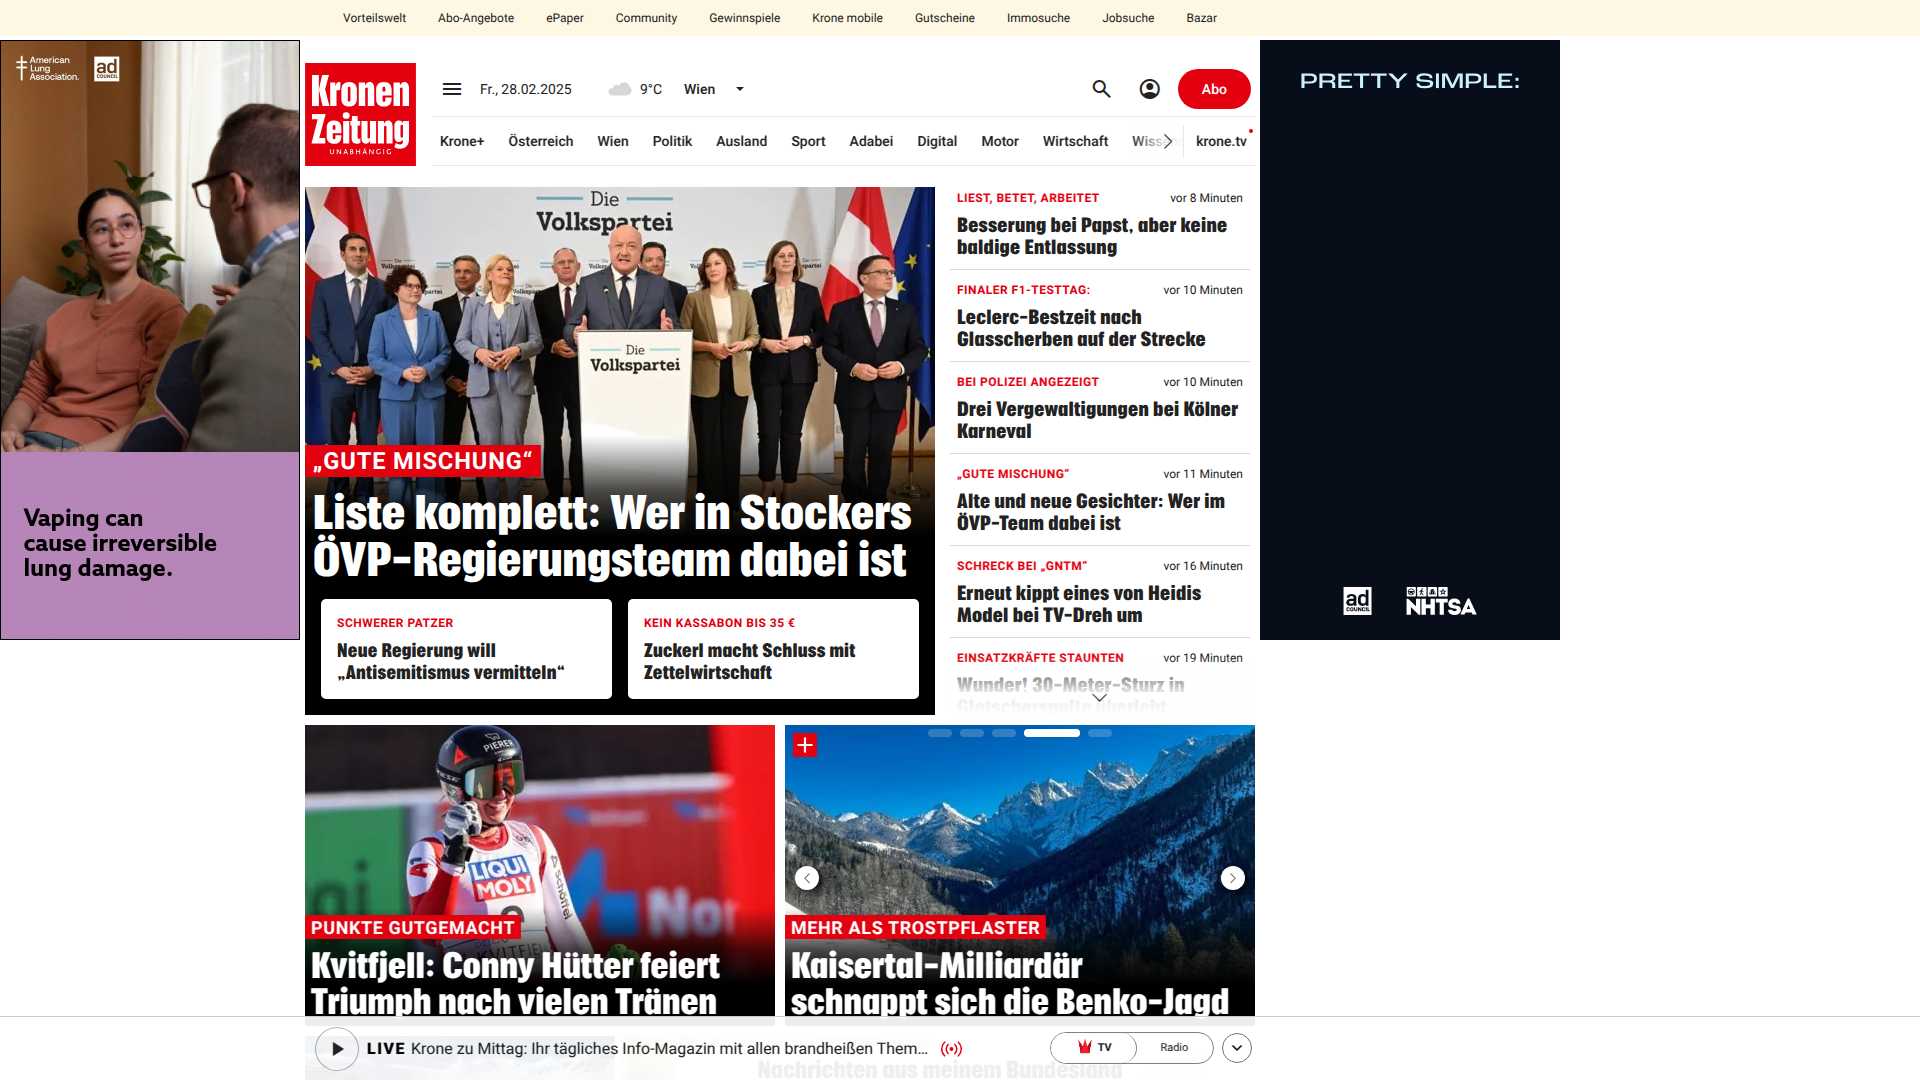 Vorteilswelt
Abo-Angebote
ePaper
Community
Gewinnspiele
Krone mobile
Gutscheine
Immosuche
Jobsuche
Bazar
American
Lung
Association.
ad
COUNCIL
Vaping can
cause irreversible
lung damage.
Kronen
Zeitung
UNABHÄNGIG
Fr., 28.02.2025
9°C
Wien
Abo
Krone+
Österreich
Wien
Politik
Ausland
Sport
Adabei
Digital
Motor
Wirtschaft
Wiss
krone.tv
Die
Volkspartei
Die
Volkspartei
„GUTE MISCHUNG“
Liste komplett: Wer in Stockers
ÖVP-Regierungsteam dabei ist
SCHWERER PATZER
Neue Regierung will
„Antisemitismus vermitteln“
KEIN KASSABON BIS 35 €
Zuckerl macht Schluss mit
Zettelwirtschaft
LIEST, BETET, ARBEITET
vor 8 Minuten
Besserung bei Papst, aber keine
baldige Entlassung
FINALER F1-TESTTAG:
vor 10 Minuten
Leclerc-Bestzeit nach
Glasscherben auf der Strecke
BEI POLIZEI ANGEZEIGT
vor 10 Minuten
Drei Vergewaltigungen bei Kölner
Karneval
„GUTE MISCHUNG“
vor 11 Minuten
Alte und neue Gesichter: Wer im
ÖVP-Team dabei ist
SCHRECK BEI „GNTM“
vor 16 Minuten
Erneut kippt eines von Heidis
Model bei TV-Dreh um
EINSATZKRÄFTE STAUNTEN
vor 19 Minuten
Wunder! 30-Meter-Sturz in
Gletscherspalte überlebt
PRETTY SIMPLE:
ad
COUNCIL
NHTSA
PIERER
LIQUI
MOLY
schöffel
PUNKTE GUTGEMACHT
Kvitfjell: Conny Hütter feiert
Triumph nach vielen Tränen
MEHR ALS TROSTPFLASTER
Kaisertal-Milliardär
schnappt sich die Benko-Jagd
LIVE Krone zu Mittag: Ihr tägliches Info-Magazin mit allen brandheißen Them...
TV
Radio
Nachrichten aus meinem Bundesland